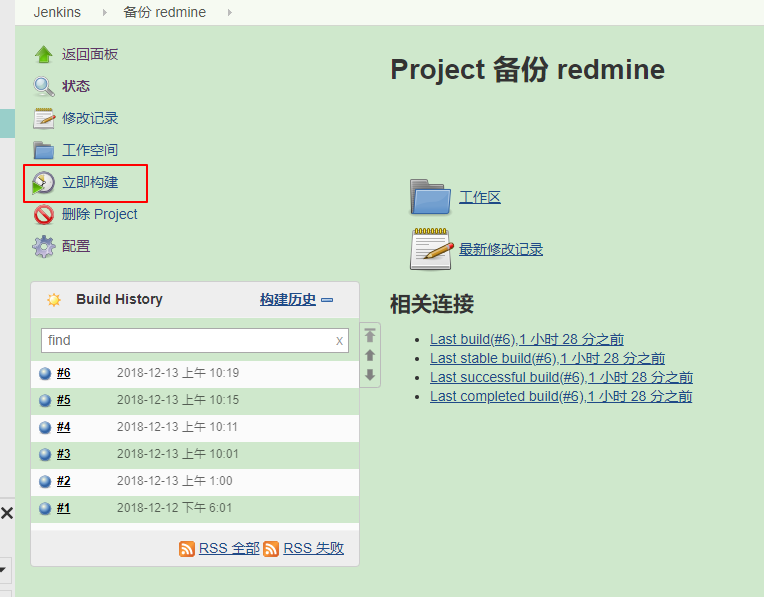 Jenkins 备份 redmine
返回面板
状态
修改记录
工作空间
立即构建
删除 Project
配置
Build History 构建历史
find x
#6 2018-12-13 上午 10:19
#5 2018-12-13 上午 10:15
#4 2018-12-13 上午 10:11
#3 2018-12-13 上午 10:01
#2 2018-12-13 上午 1:00
#1 2018-12-12 下午 6:01
RSS 全部 RSS 失败
Project 备份 redmine
工作区
最新修改记录
相关连接
Last build(#6),1 小时 28 分之前
Last stable build(#6),1 小时 28 分之前
Last successful build(#6),1 小时 28 分之前
Last completed build(#6),1 小时 28 分之前